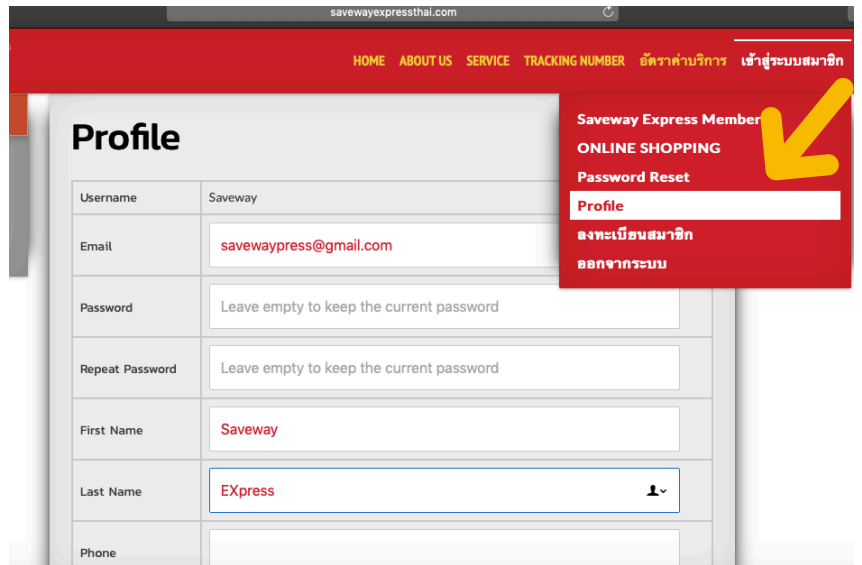 savewayexpressthai.com
HOME ABOUT US SERVICE TRACKING NUMBER อัตราค่าบริการ เข้าสู่ระบบสมาชิก
Saveway Express Member
ONLINE SHOPPING
Password Reset
Profile
ลงทะเบียนสมาชิก
ออกจากระบบ
Profile
Username Saveway
Email savewaypress@gmail.com
Password Leave empty to keep the current password
Repeat Password Leave empty to keep the current password
First Name Saveway
Last Name EXpress
Phone